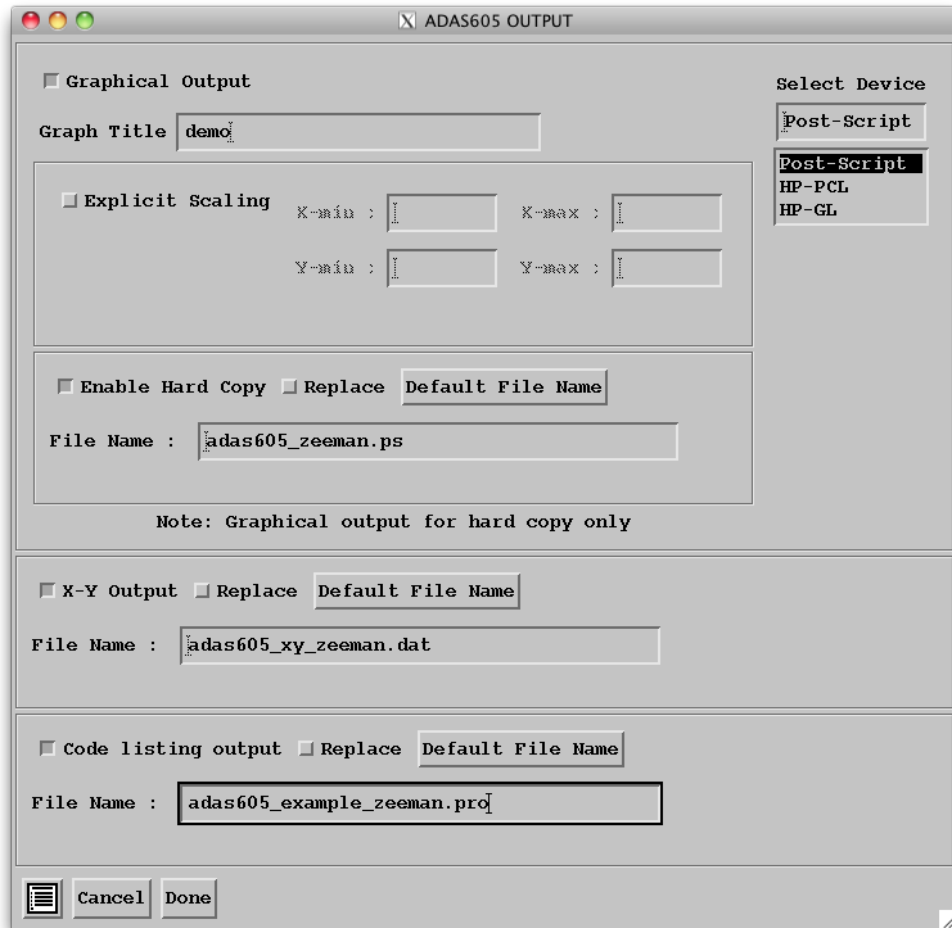 ADAS605 OUTPUT
Graphical Output
Select Device
Graph Title demo
Post-Script
Post-Script
HP-PCL
HP-GL
Explicit Scaling
X-min : X-max :
Y-min : Y-max :
Enable Hard Copy Replace Default File Name
File Name : adas605_zeeman.ps
Note: Graphical output for hard copy only
X-Y Output Replace Default File Name
File Name : adas605_xy_zeeman.dat
Code listing output Replace Default File Name
File Name : adas605_example_zeeman.pro
Cancel Done